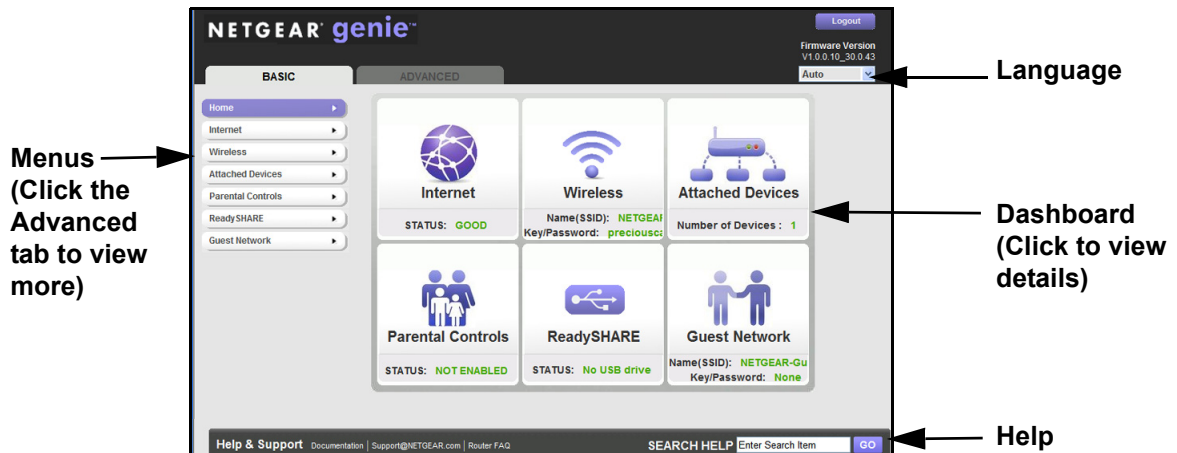 NETGEAR® genie™
Logout
Firmware Version
V1.0.0.10_30.0.43
Auto
BASIC
ADVANCED
Language
Home
Internet
Wireless
Attached Devices
Parental Controls
ReadySHARE
Guest Network
Menus
(Click the
Advanced
tab to view
more)
Internet
STATUS: GOOD
Wireless
Name(SSID): NETGEAR
Key/Password: preciousca
Attached Devices
Number of Devices : 1
Dashboard
(Click to view
details)
Parental Controls
STATUS: NOT ENABLED
ReadySHARE
STATUS: No USB drive
Guest Network
Name(SSID): NETGEAR-Gu
Key/Password: None
Help & Support Documentation | Support@NETGEAR.com | Router FAQ
SEARCH HELP Enter Search Item GO
Help